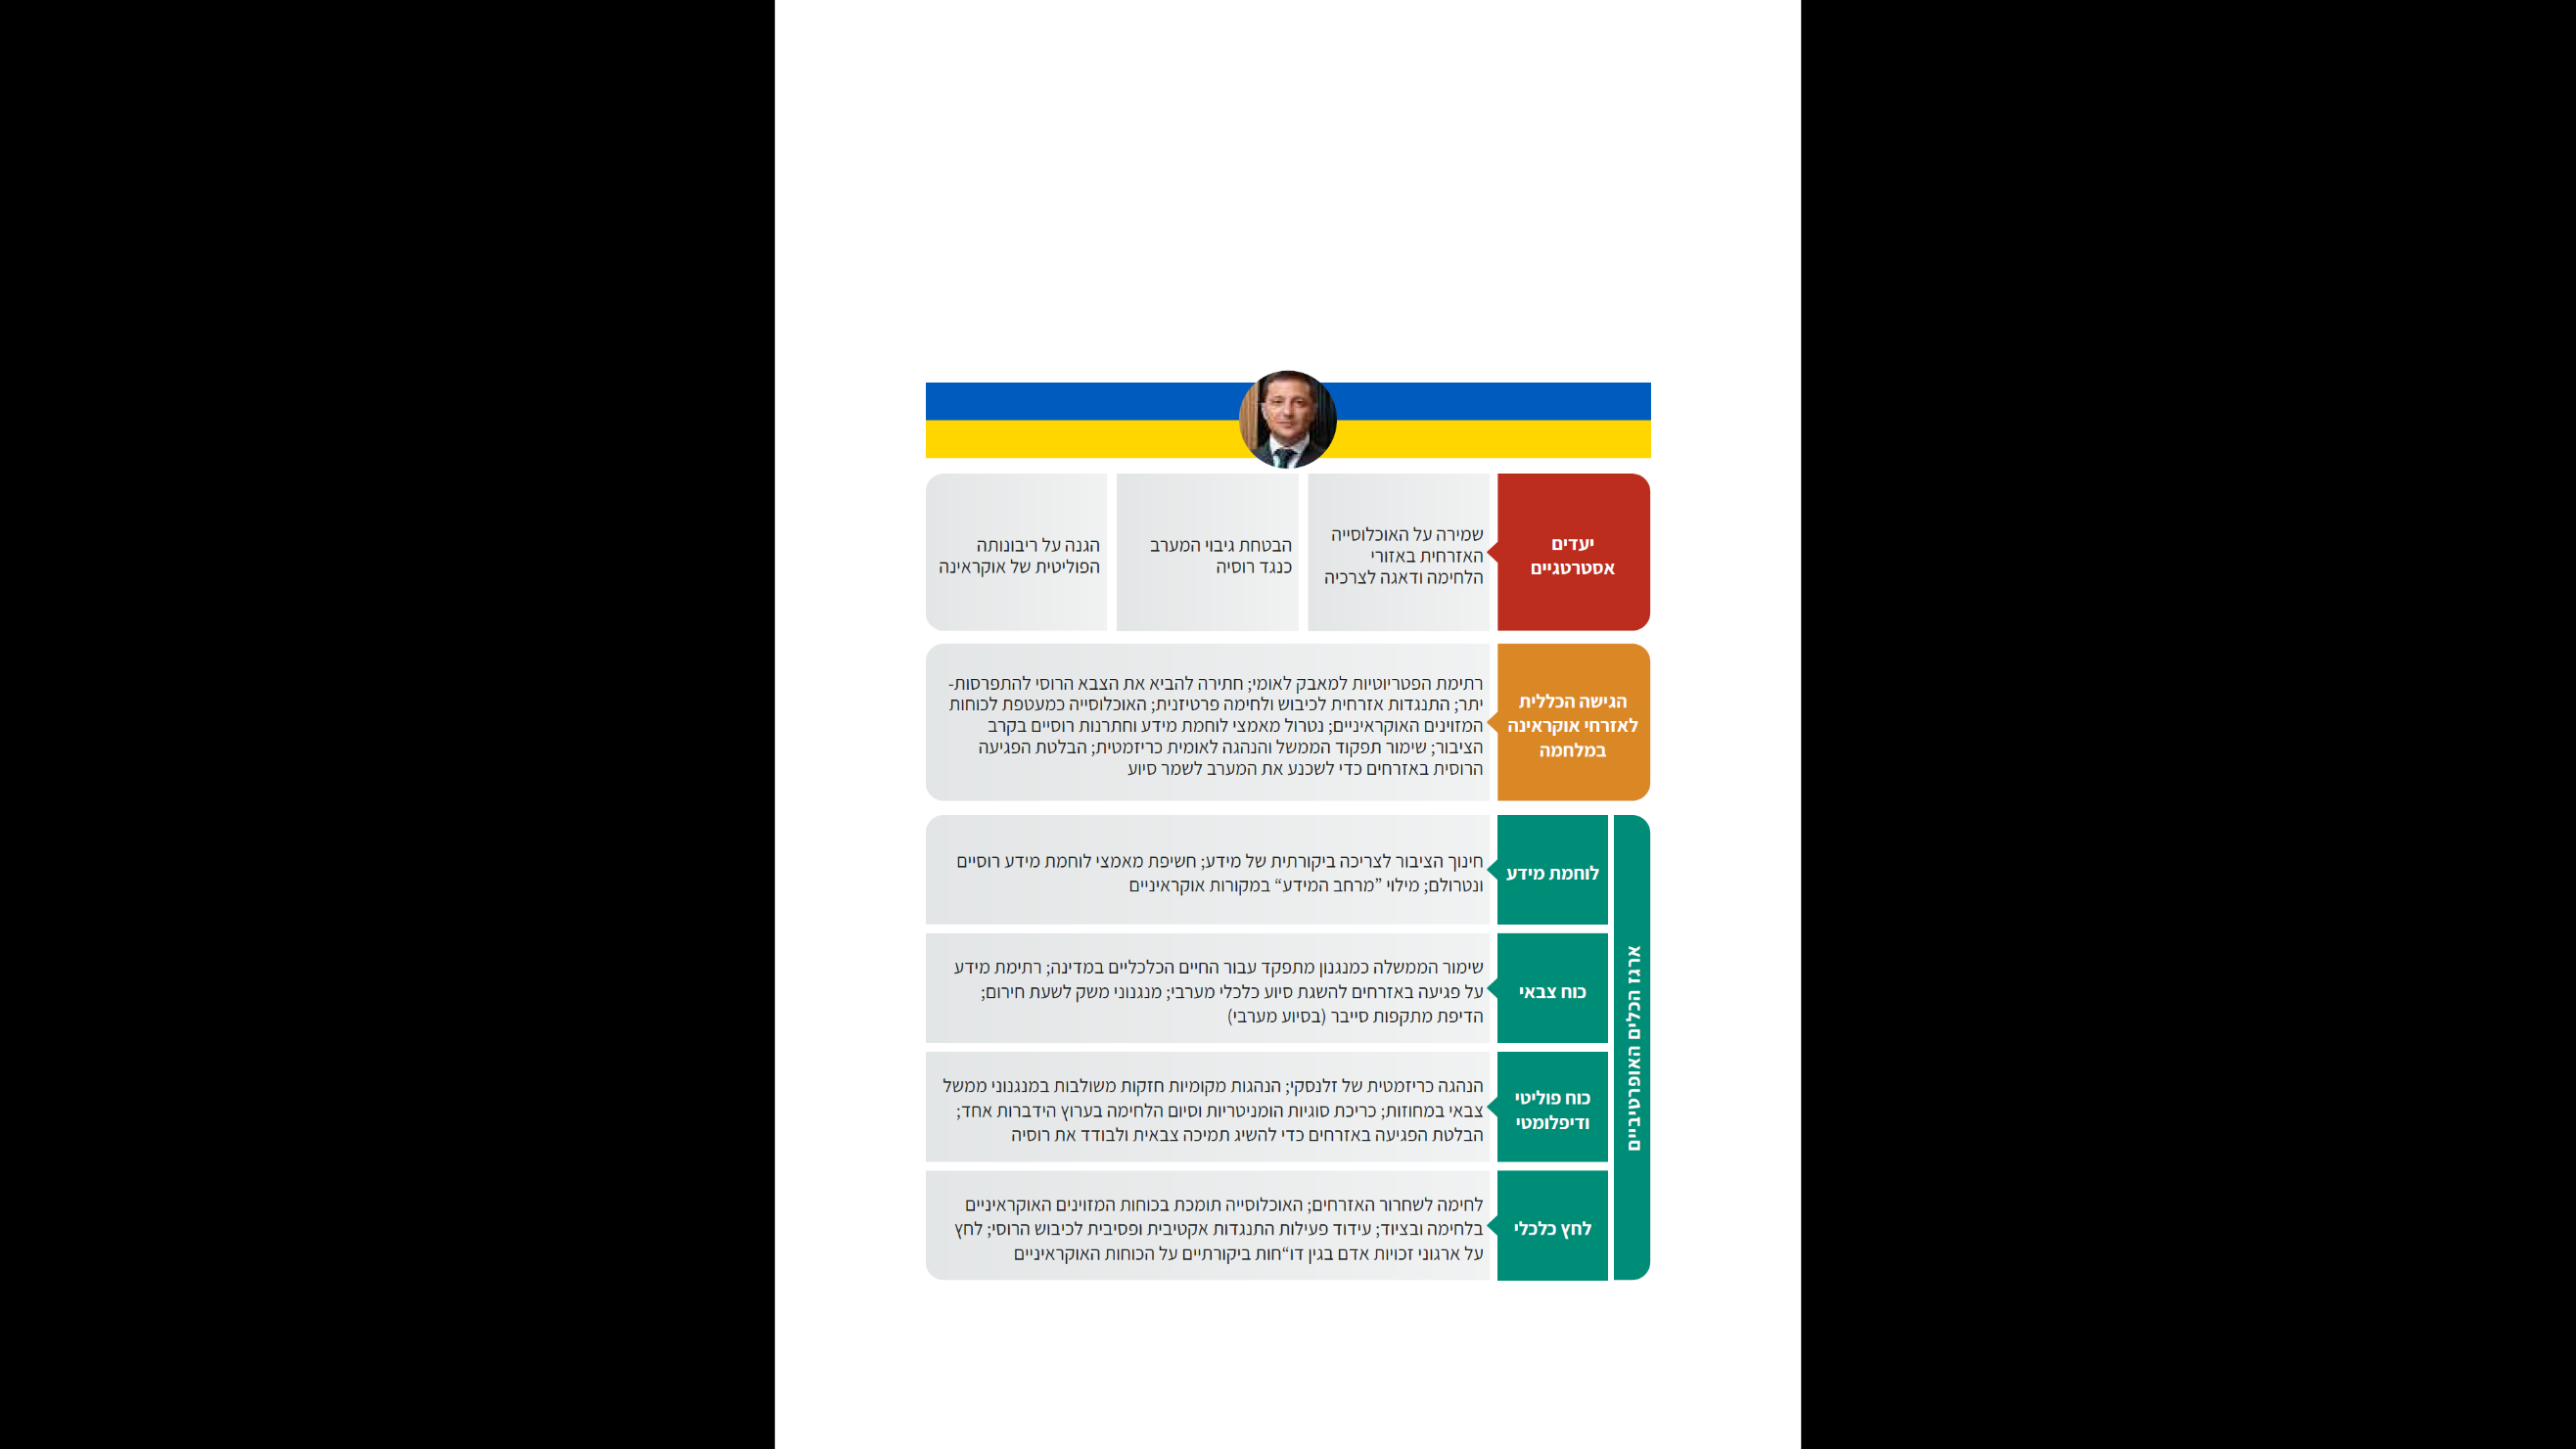 יעדים
אסטרטגיים
שמירה על האוכלוסייה
האזרחית באזורי
הלחימה ודאגה לצרכיה
הבטחת גיבוי המערב
כנגד רוסיה
הגנה על ריבונותה
הפוליטית של אוקראינה
הגישה הכללית
לאזרחי אוקראינה
במלחמה
רתימת הפטריוטיות למאבק לאומי; חתירה להביא את הצבא הרוסי להתפרסות-
יתר; התנגדות אזרחית לכיבוש ולחימה פרטיזנית; האוכלוסייה כמעטפת לכוחות
המזוינים האוקראיניים; נטרול מאמצי לוחמת מידע וחתרנות רוסיים בקרב
הציבור; שימור תפקוד הממשל והנהגה לאומית כריזמטית; הבלטת הפגיעה
הרוסית באזרחים כדי לשכנע את המערב לשמר סיוע
ארגז הכלים האופרטיביים
לוחמת מידע
חינוך הציבור לצריכה ביקורתית של מידע; חשיפת מאמצי לוחמת מידע רוסיים
ונטרולם; מילוי ”מרחב המידע“ במקורות אוקראיניים
כוח צבאי
שימור הממשלה כמנגנון מתפקד עבור החיים הכלכליים במדינה; רתימת מידע
על פגיעה באזרחים להשגת סיוע כלכלי מערבי; מנגנוני משק לשעת חירום;
הדיפת מתקפות סייבר (בסיוע מערבי)
כוח פוליטי
ודיפלומטי
הנהגה כריזמטית של זלנסקי; הנהגות מקומיות חזקות משולבות במנגנוני ממשל
צבאי במחוזות; כריכת סוגיות הומניטריות וסיום הלחימה בערוץ הידברות אחד;
הבלטת הפגיעה באזרחים כדי להשיג תמיכה צבאית ולבודד את רוסיה
לחץ כלכלי
לחימה לשחרור האזרחים; האוכלוסייה תומכת בכוחות המזוינים האוקראיניים
בלחימה ובציוד; עידוד פעילות התנגדות אקטיבית ופסיבית לכיבוש הרוסי; לחץ
על ארגוני זכויות אדם בגין דו“חות ביקורתיים על הכוחות האוקראיניים